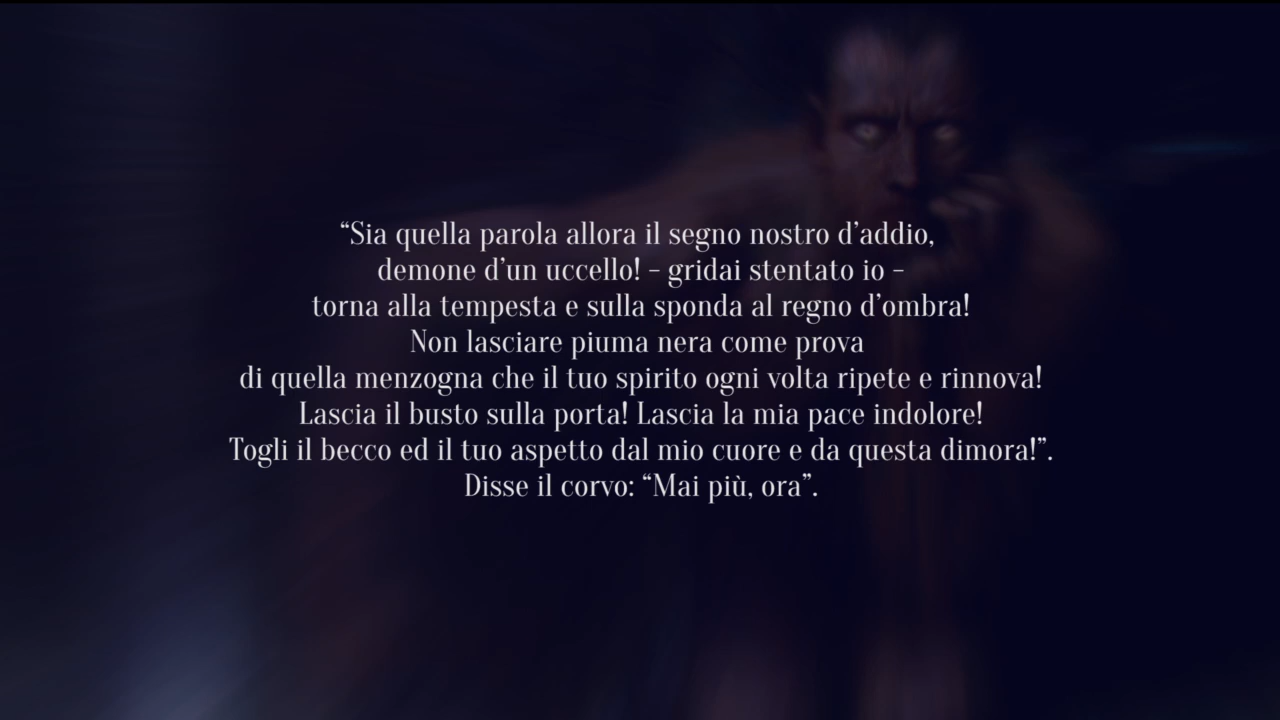 “Sia quella parola allora il segno nostro d’addio,
demone d’un uccello! – gridai stentato io –
torna alla tempesta e sulla sponda al regno d’ombra!
Non lasciare piuma nera come prova
di quella menzogna che il tuo spirito ogni volta ripete e rinnova!
Lascia il busto sulla porta! Lascia la mia pace indolore!
Togli il becco ed il tuo aspetto dal mio cuore e da questa dimora!”.
Disse il corvo: “Mai più, ora”.